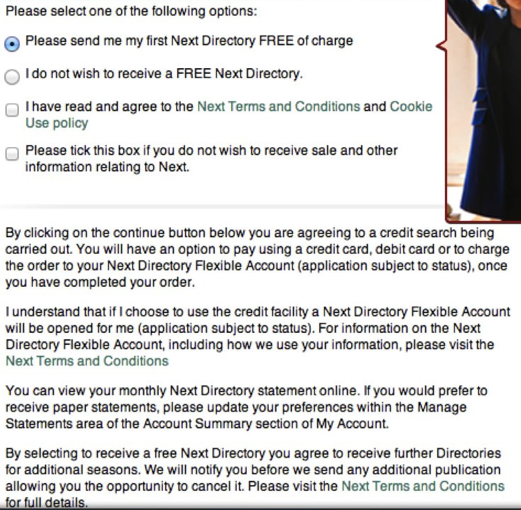 Please select one of the following options:
Please send me my first Next Directory FREE of charge
I do not wish to receive a FREE Next Directory.
I have read and agree to the Next Terms and Conditions and Cookie
Use policy
Please tick this box if you do not wish to receive sale and other
information relating to Next.
By clicking on the continue button below you are agreeing to a credit search being
carried out. You will have an option to pay using a credit card, debit card or to charge
the order to your Next Directory Flexible Account (application subject to status), once
you have completed your order.
I understand that if I choose to use the credit facility a Next Directory Flexible Account
will be opened for me (application subject to status). For information on the Next
Directory Flexible Account, including how we use your information, please visit the
Next Terms and Conditions
You can view your monthly Next Directory statement online. If you would prefer to
receive paper statements, please update your preferences within the Manage
Statements area of the Account Summary section of My Account.
By selecting to receive a free Next Directory you agree to receive further Directories
for additional seasons. We will notify you before we send any additional publication
allowing you the opportunity to cancel it. Please visit the Next Terms and Conditions
for full details.